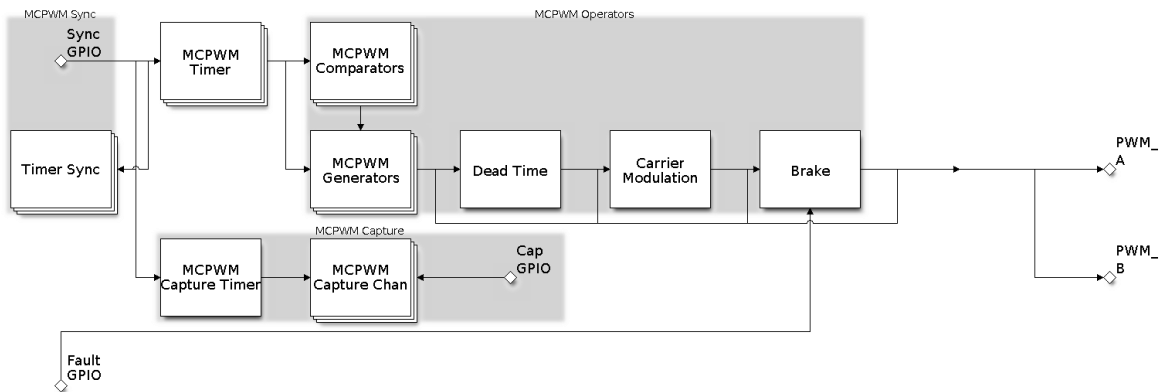 MCPWM Sync
MCPWM Operators
Sync
GPIO
MCPWM
Timer
MCPWM
Comparators
Timer Sync
MCPWM
Generators
Dead Time
Carrier
Modulation
Brake
PWM_
A
MCPWM Capture
MCPWM
Capture Timer
MCPWM
Capture Chan
Cap
GPIO
PWM_
B
Fault
GPIO